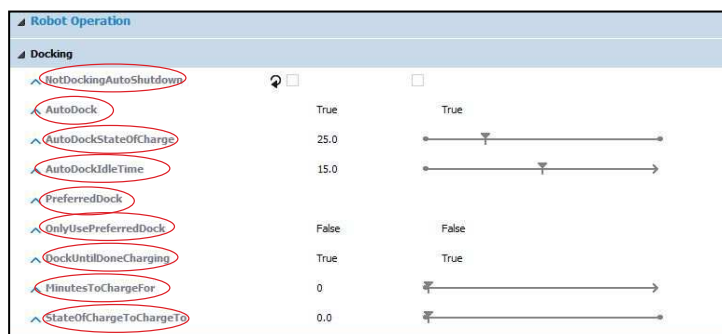 Robot Operation
Docking
NotDockingAutoShutdown
AutoDock True True
AutoDockStateOfCharge 25.0
AutoDockIdleTime 15.0
PreferredDock
OnlyUsePreferredDock False False
DockUntilDoneCharging True True
MinutesToChargeFor 0
StateOfChargeToChargeTo 0.0